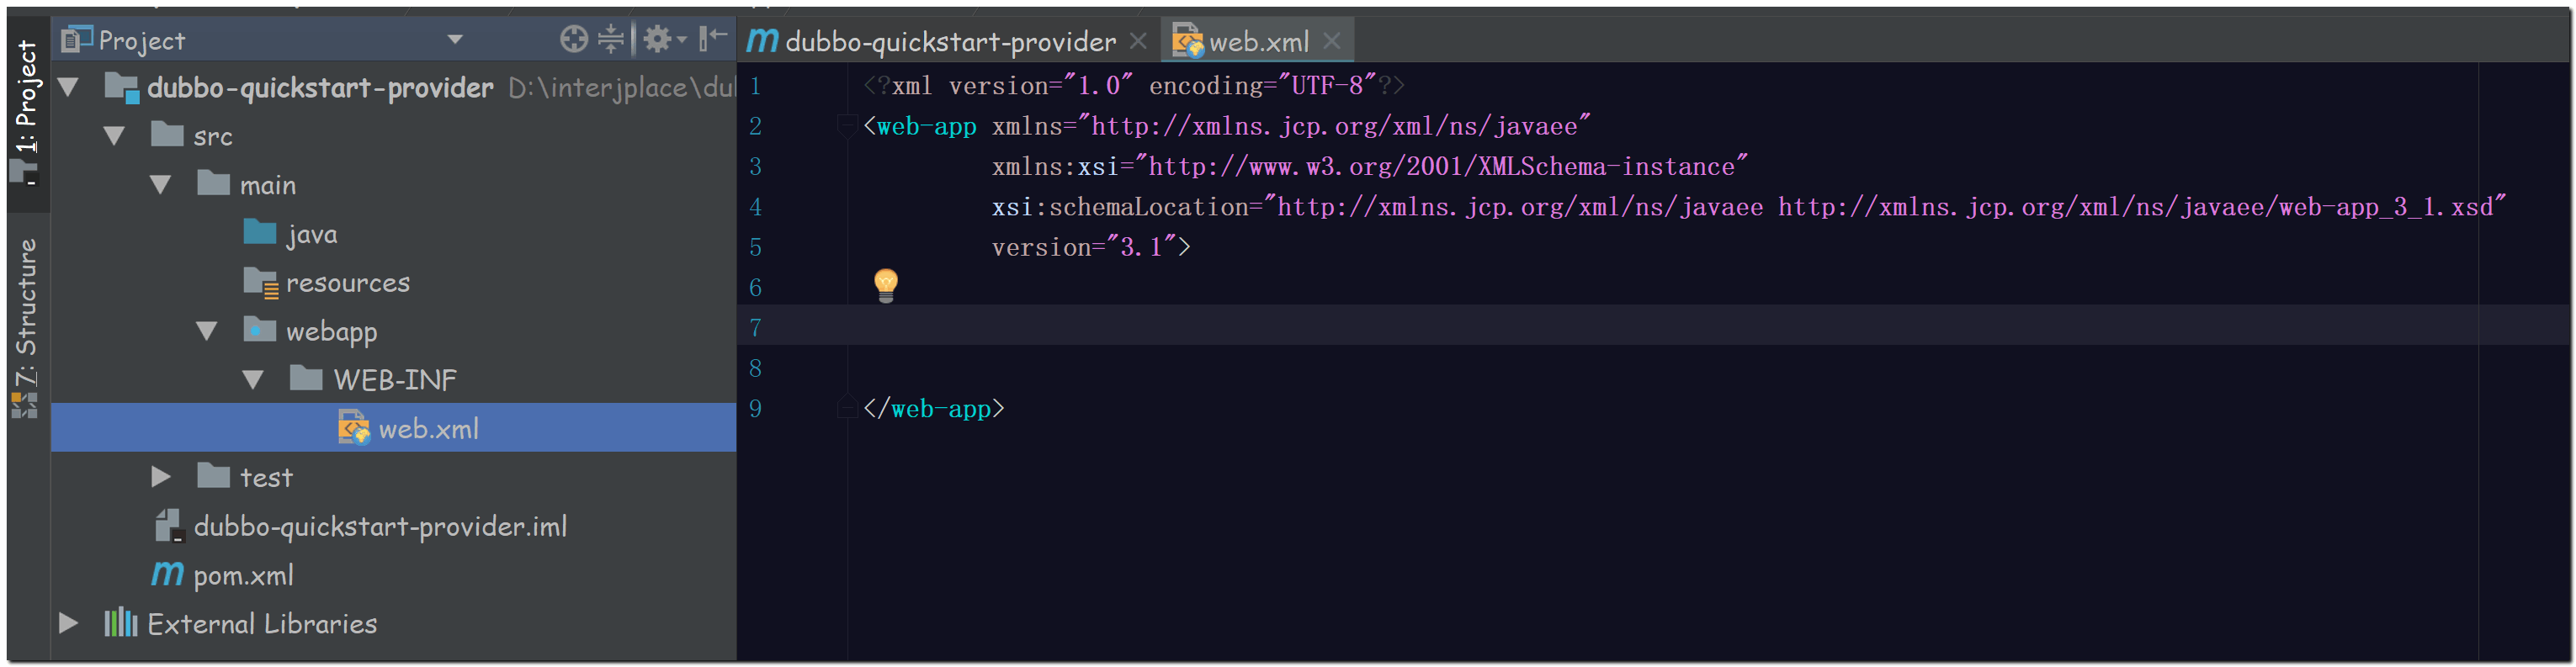 1: Project
7: Structure
Project
dubbo-quickstart-provider D:\interjplace\du
src
main
java
resources
webapp
WEB-INF
web.xml
test
dubbo-quickstart-provider.iml
pom.xml
External Libraries
dubbo-quickstart-provider
web.xml
1 <?xml version="1.0" encoding="UTF-8"?>
2 <web-app xmlns="http://xmlns.jcp.org/xml/ns/javaee"
3 xmlns:xsi="http://www.w3.org/2001/XMLSchema-instance"
4 xsi:schemaLocation="http://xmlns.jcp.org/xml/ns/javaee http://xmlns.jcp.org/xml/ns/javaee/web-app_3_1.xsd"
5 version="3.1">
6
7
8
9 </web-app>